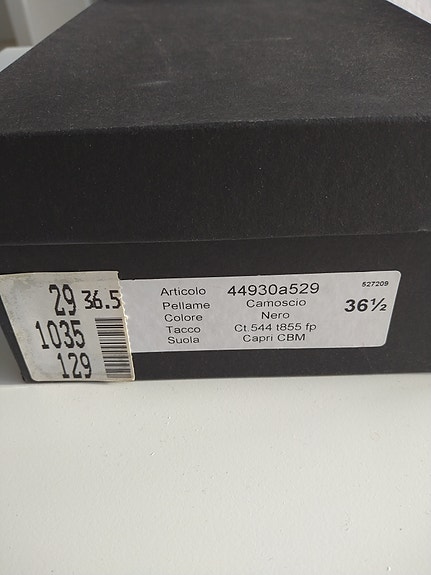 29 36.5
1035
129
Articolo 44930a529
Pellame Camoscio
Colore Nero
Tacco Ct.544 t855 fp
Suola Capri CBM
527209
36½